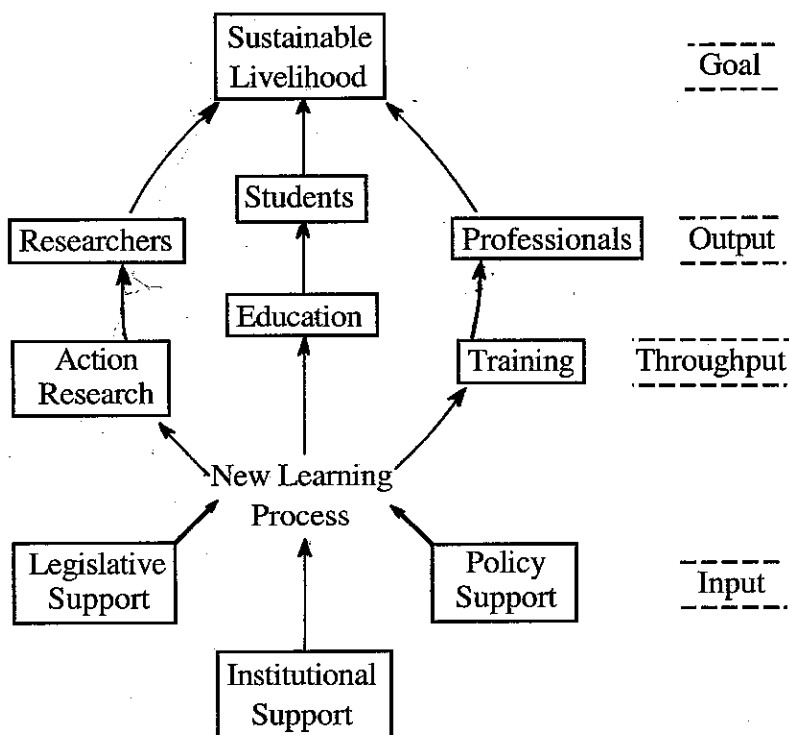 Sustainable
Livelihood
Goal
Students
Researchers
Professionals
Output
Education
Action
Research
Training
Throughput
New Learning
Process
Legislative
Support
Policy
Support
Input
Institutional
Support